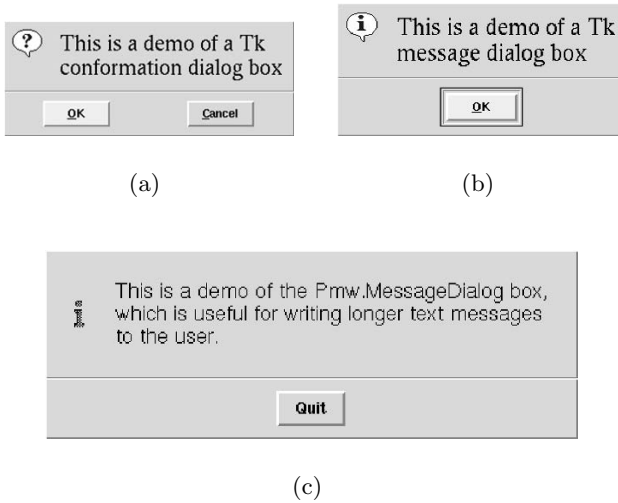 This is a demo of a Tk
conformation dialog box
OK
Cancel
(a)
This is a demo of a Tk
message dialog box
OK
(b)
i
This is a demo of the Pmw.MessageDialog box,
which is useful for writing longer text messages
to the user.
Quit
(c)